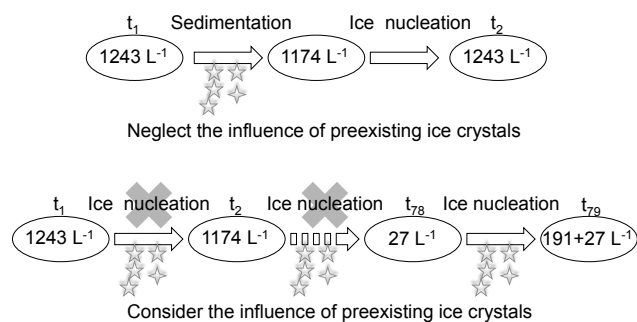 t₁ Sedimentation Ice nucleation t₂
1243 L⁻¹ 1174 L⁻¹ 1243 L⁻¹
Neglect the influence of preexisting ice crystals
t₁ Ice nucleation t₂ Ice nucleation t₇₈ Ice nucleation t₇₉
1243 L⁻¹ 1174 L⁻¹ 27 L⁻¹ 191+27 L⁻¹
Consider the influence of preexisting ice crystals